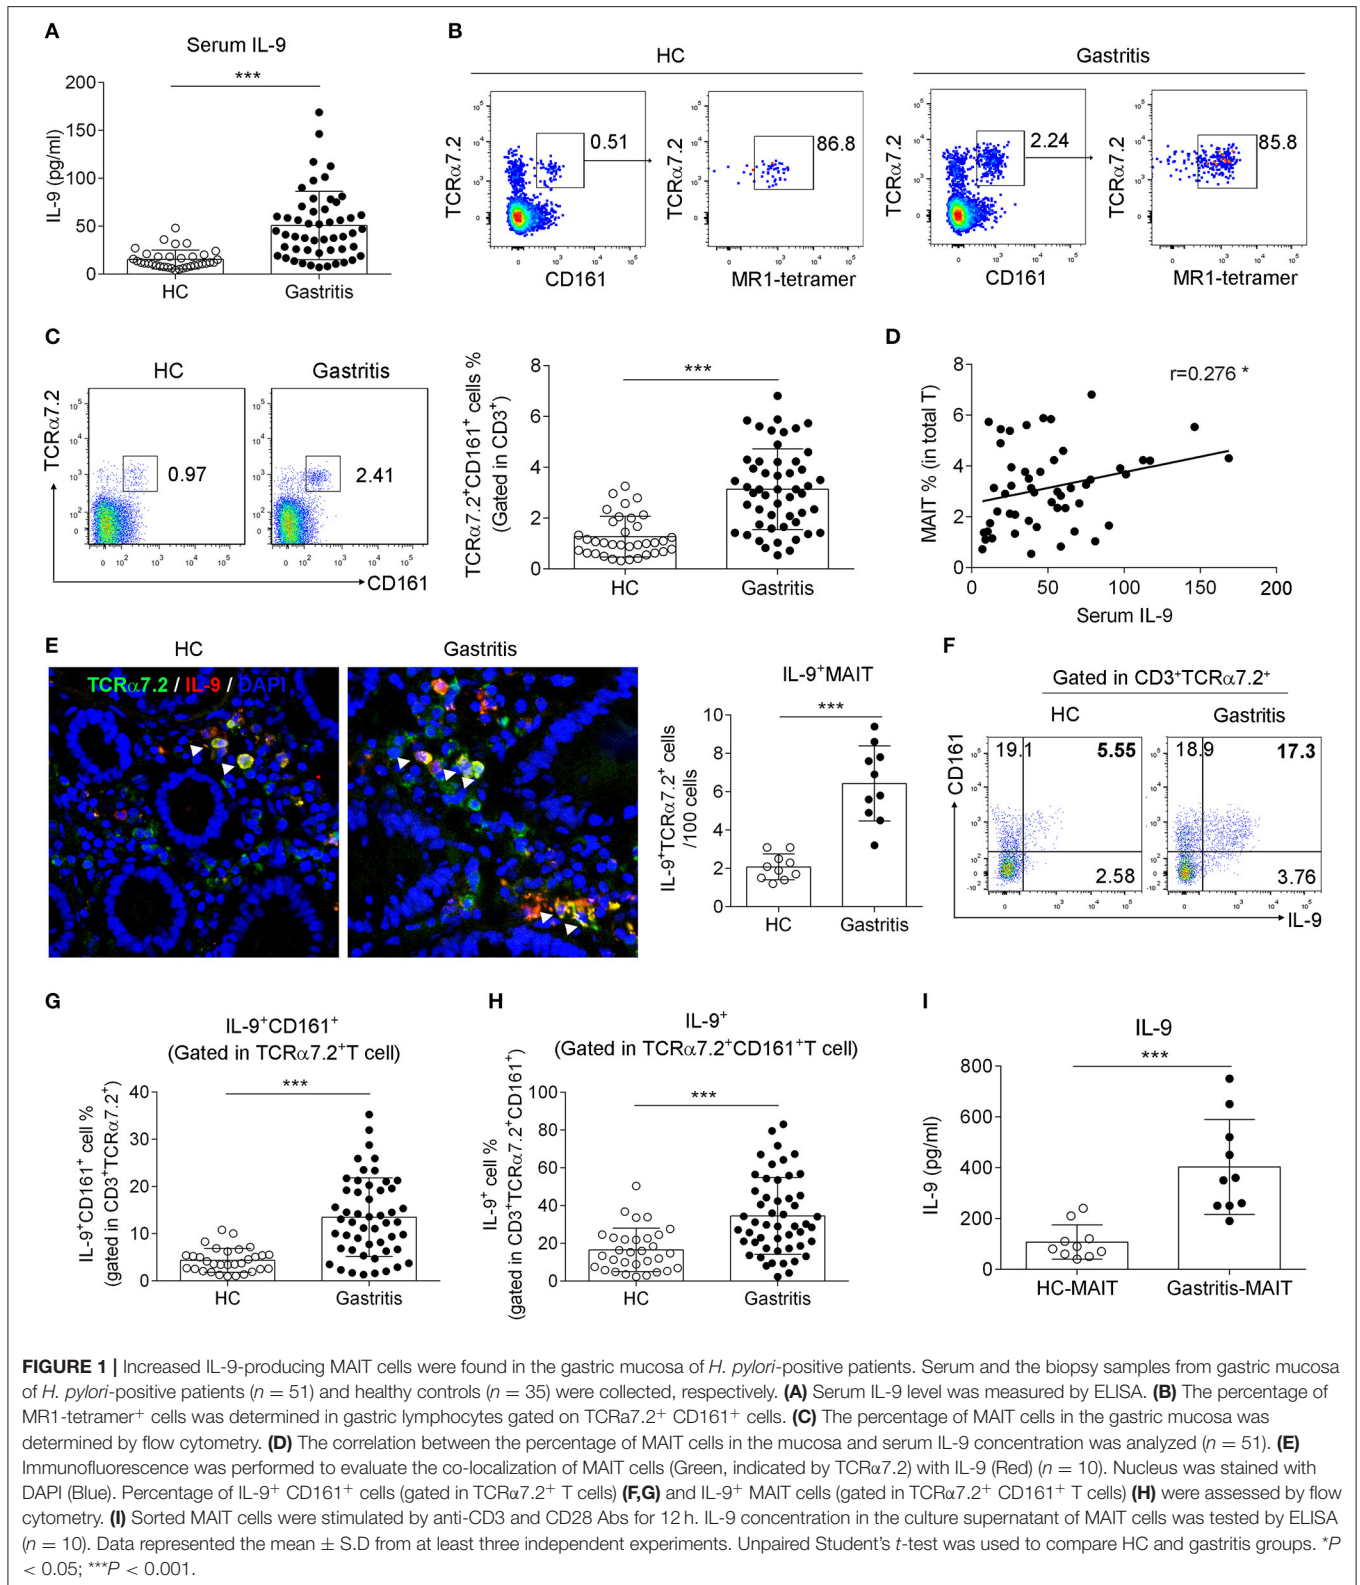 A
Serum IL-9
***
IL-9 (pg/ml)
200
150
100
50
0
HC
Gastritis
B
HC
Gastritis
TCRα7.2
0.51
CD161
TCRα7.2
86.8
MR1-tetramer
TCRα7.2
2.24
CD161
TCRα7.2
85.8
MR1-tetramer
C
HC
Gastritis
TCRα7.2
0.97
2.41
CD161
TCRα7.2⁺CD161⁺ cells %
(Gated in CD3⁺)
***
8
6
4
2
0
HC
Gastritis
D
MAIT % (in total T)
r=0.276 *
8
6
4
2
0
0
50
100
150
200
Serum IL-9
E
HC
Gastritis
TCRα7.2 / IL-9 / DAPI
IL-9⁺MAIT
***
IL-9⁺TCRα7.2⁺ cells
/100 cells
10
8
6
4
2
0
HC
Gastritis
F
Gated in CD3⁺TCRα7.2⁺
HC
Gastritis
CD161
19.1
5.55
2.58
18.9
17.3
3.76
IL-9
G
IL-9⁺CD161⁺
(Gated in TCRα7.2⁺T cell)
***
IL-9⁺CD161⁺ cell %
(gated in CD3⁺TCRα7.2⁺)
40
30
20
10
0
HC
Gastritis
H
IL-9⁺
(Gated in TCRα7.2⁺CD161⁺T cell)
***
IL-9⁺ cell %
(gated in CD3⁺TCRα7.2⁺CD161⁺)
100
80
60
40
20
0
HC
Gastritis
I
IL-9
***
IL-9 (pg/ml)
800
600
400
200
0
HC-MAIT
Gastritis-MAIT
FIGURE 1 | Increased IL-9-producing MAIT cells were found in the gastric mucosa of H. pylori-positive patients. Serum and the biopsy samples from gastric mucosa
of H. pylori-positive patients (n = 51) and healthy controls (n = 35) were collected, respectively. (A) Serum IL-9 level was measured by ELISA. (B) The percentage of
MR1-tetramer⁺ cells was determined in gastric lymphocytes gated on TCRa7.2⁺ CD161⁺ cells. (C) The percentage of MAIT cells in the gastric mucosa was
determined by flow cytometry. (D) The correlation between the percentage of MAIT cells in the mucosa and serum IL-9 concentration was analyzed (n = 51). (E)
Immunofluorescence was performed to evaluate the co-localization of MAIT cells (Green, indicated by TCRα7.2) with IL-9 (Red) (n = 10). Nucleus was stained with
DAPI (Blue). Percentage of IL-9⁺ CD161⁺ cells (gated in TCRα7.2⁺ T cells) (F,G) and IL-9⁺ MAIT cells (gated in TCRα7.2⁺ CD161⁺ T cells) (H) were assessed by flow
cytometry. (I) Sorted MAIT cells were stimulated by anti-CD3 and CD28 Abs for 12 h. IL-9 concentration in the culture supernatant of MAIT cells was tested by ELISA
(n = 10). Data represented the mean ± S.D from at least three independent experiments. Unpaired Student's t-test was used to compare HC and gastritis groups. *P
< 0.05; ***P < 0.001.